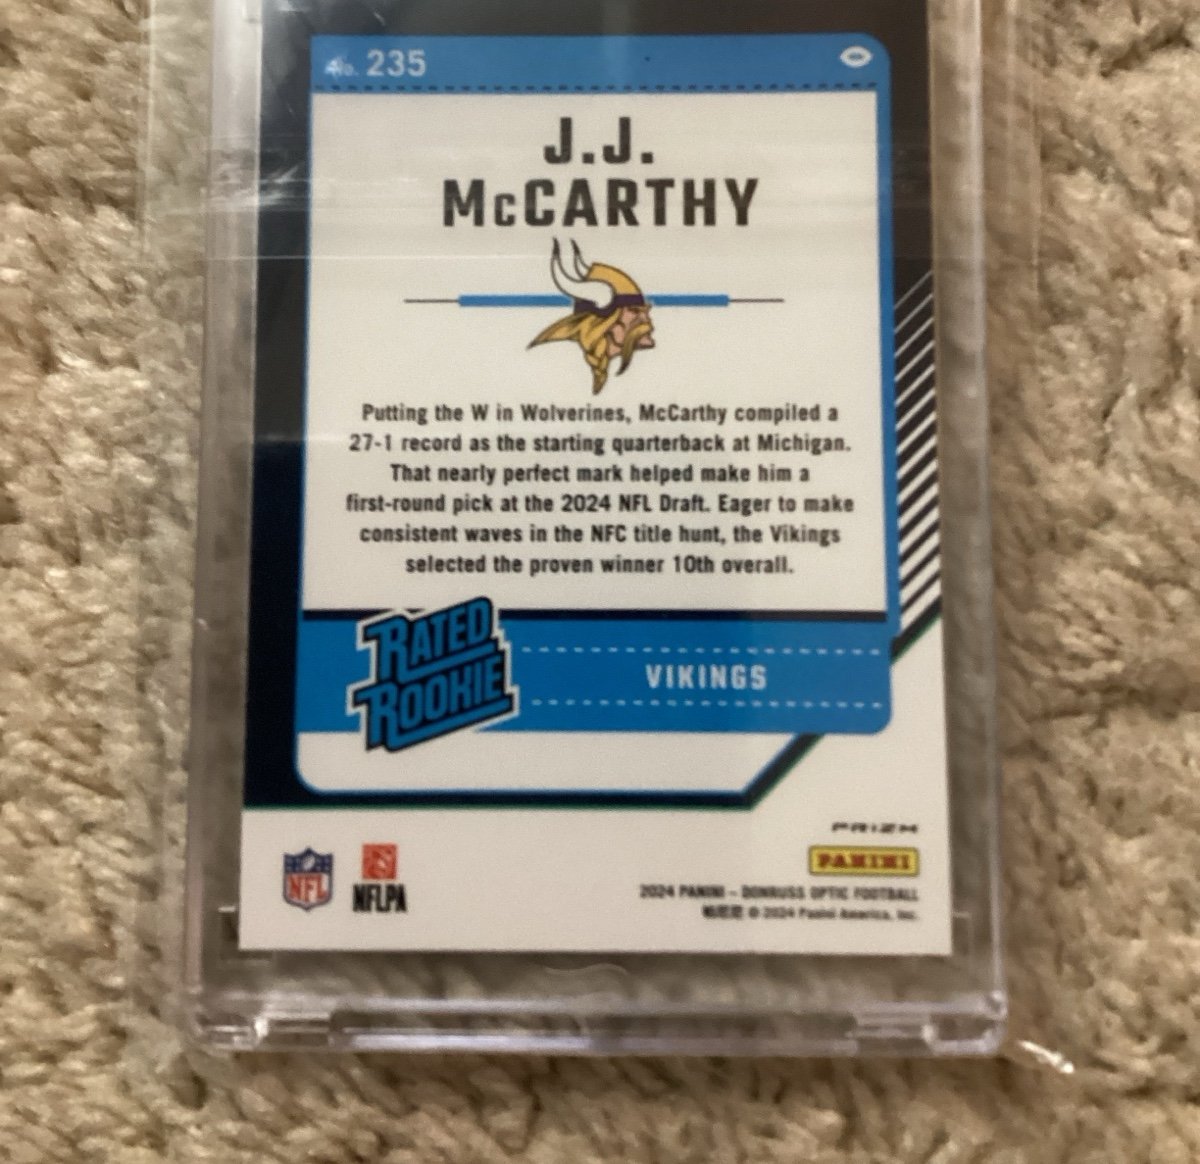 No. 235
J.J.
McCARTHY
Putting the W in Wolverines, McCarthy compiled a
27-1 record as the starting quarterback at Michigan.
That nearly perfect mark helped make him a
first-round pick at the 2024 NFL Draft. Eager to make
consistent waves in the NFC title hunt, the Vikings
selected the proven winner 10th overall.
RATED
ROOKIE
VIKINGS
PRIZM
PANINI
NFL
NFLPA
2024 PANINI – DONRUSS OPTIC FOOTBALL
© 2024 Panini America, Inc.